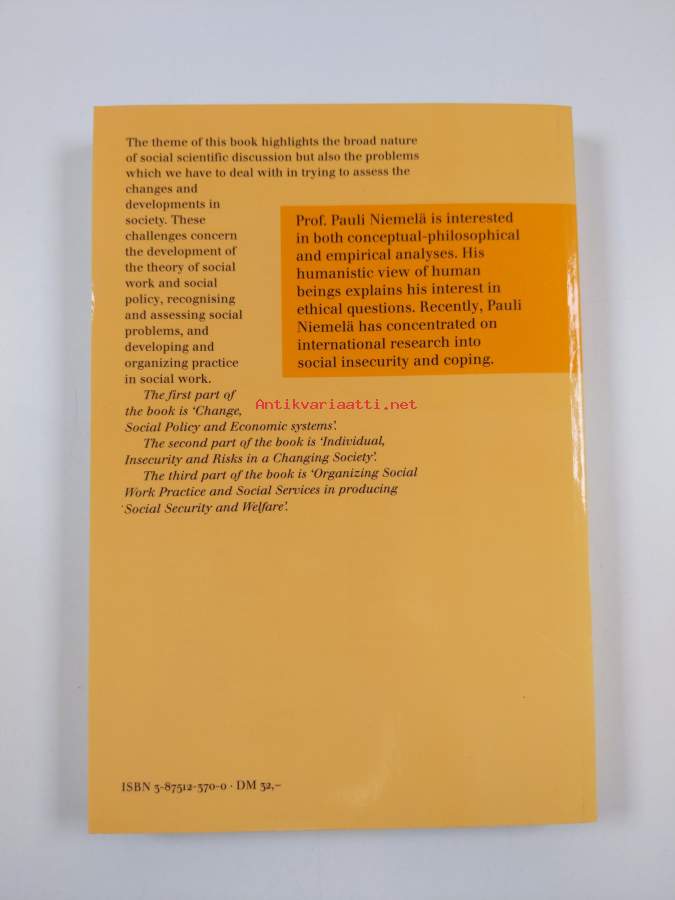 The theme of this book highlights the broad nature
of social scientific discussion but also the problems
which we have to deal with in trying to assess the
changes and
developments in
society. These
challenges concern
the development of
the theory of social
work and social
policy, recognising
and assessing social
problems, and
developing and
organizing practice
in social work.
The first part of
the book is ‘Change,
Social Policy and Economic systems’.
The second part of the book is ‘Individual,
Insecurity and Risks in a Changing Society’.
The third part of the book is ‘Organizing Social
Work Practice and Social Services in producing
Social Security and Welfare’.
Prof. Pauli Niemelä is interested
in both conceptual-philosophical
and empirical analyses. His
humanistic view of human
beings explains his interest in
ethical questions. Recently, Pauli
Niemelä has concentrated on
international research into
social insecurity and coping.
Antikvariaatti.net
ISBN 3-87512-370-0 · DM 32,–